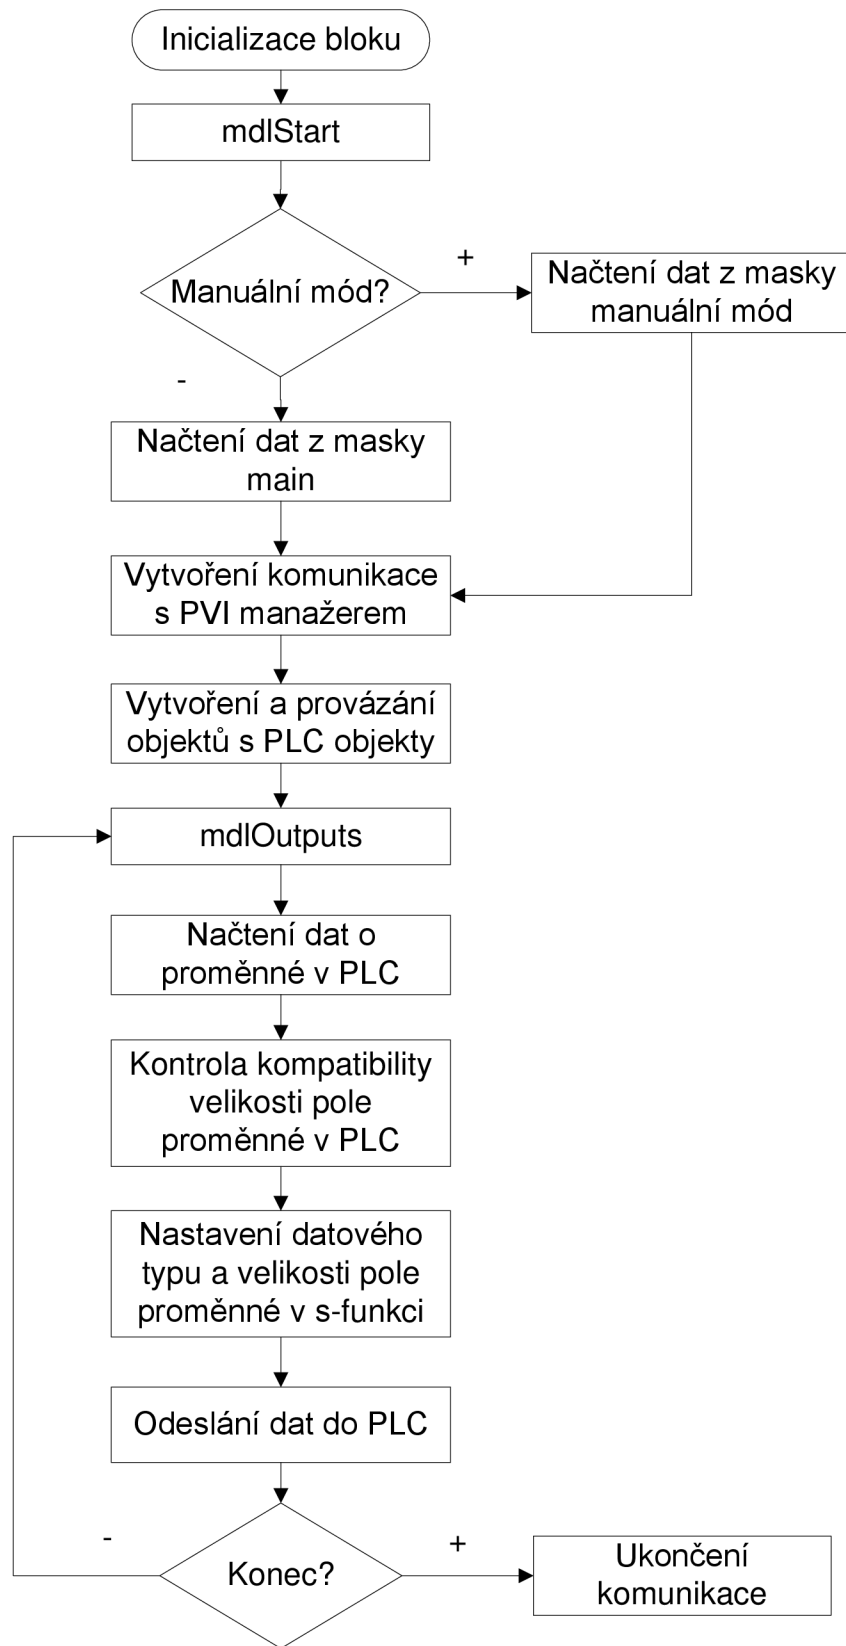 Inicializace bloku
mdlStart
Manuální mód?
+
Načtení dat z masky
manuální mód
-
Načtení dat z masky
main
Vytvoření komunikace
s PVI manažerem
Vytvoření a provázání
objektů s PLC objekty
mdlOutputs
Načtení dat o
proměnné v PLC
Kontrola kompatibility
velikosti pole
proměnné v PLC
Nastavení datového
typu a velikosti pole
proměnné v s-funkci
Odeslání dat do PLC
-
Konec?
+
Ukončení
komunikace